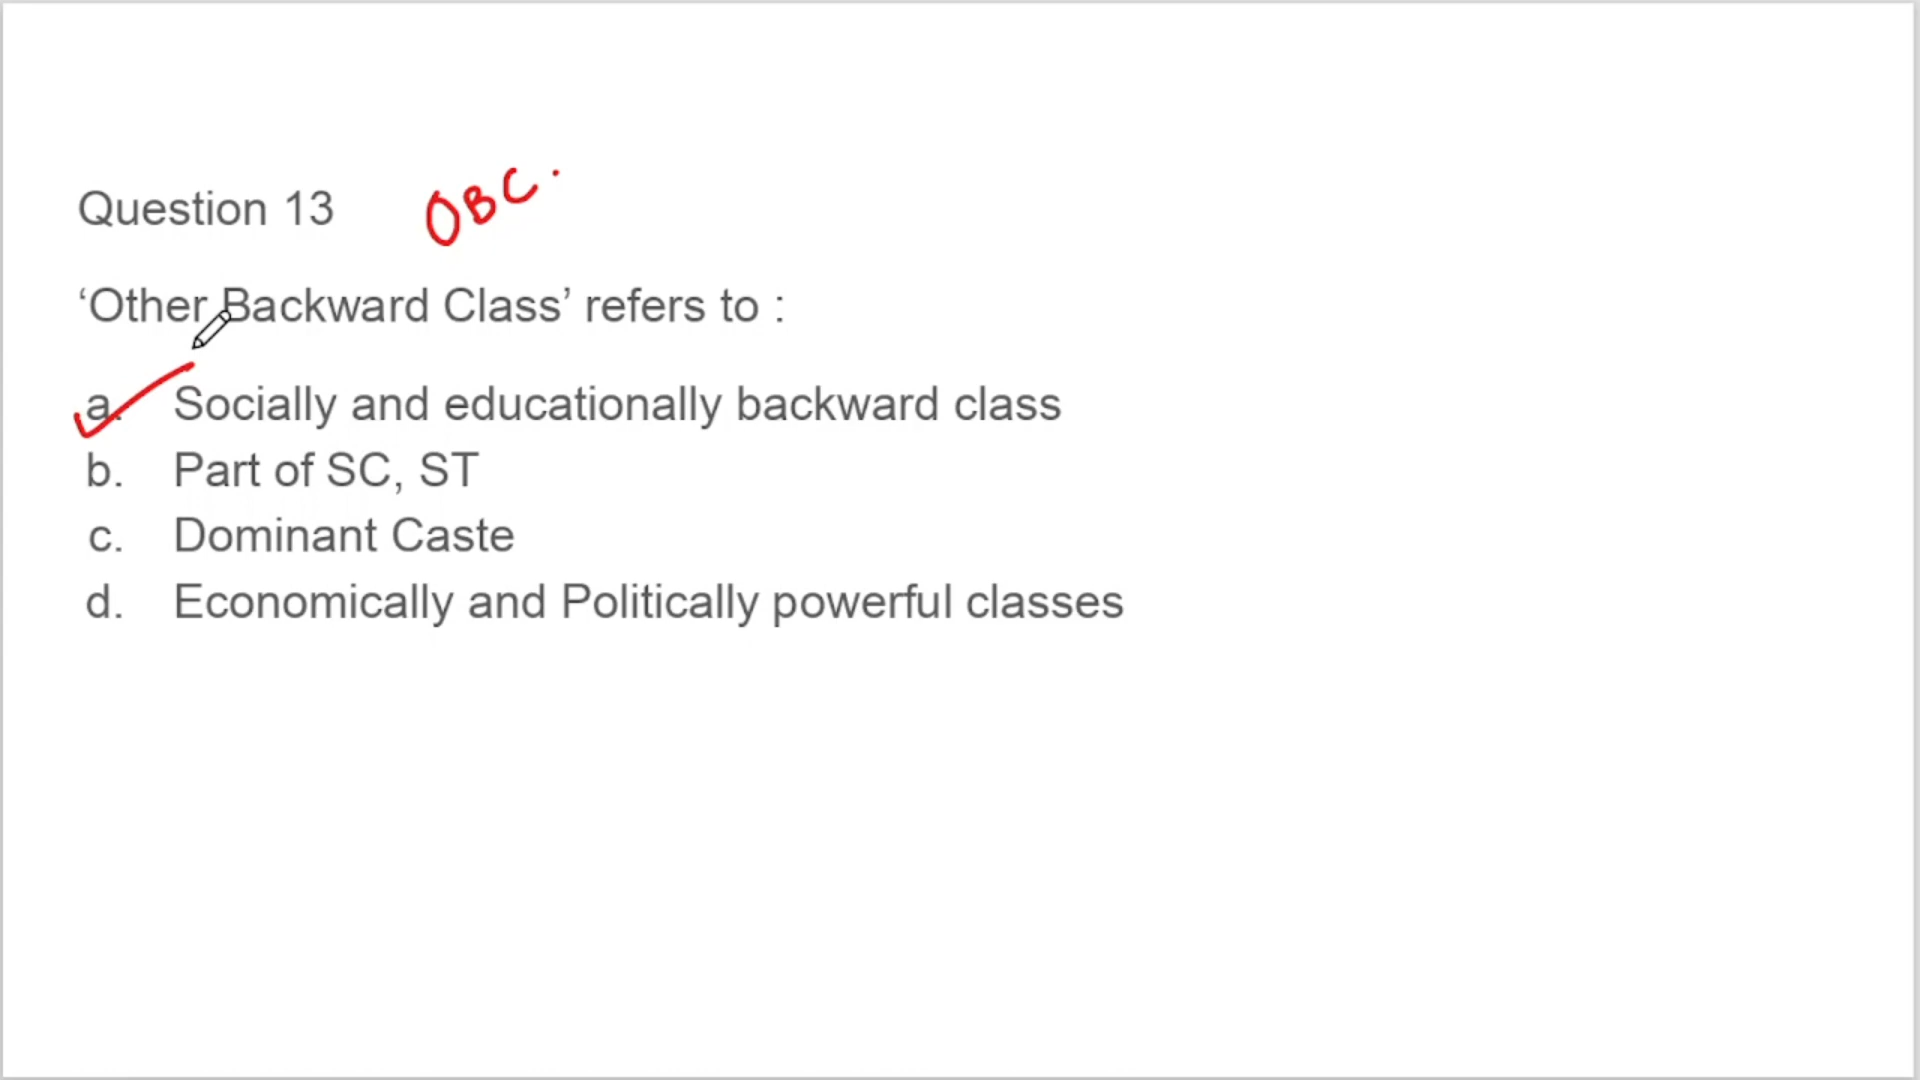 Question 13 OBC.
‘Other Backward Class’ refers to :
a. Socially and educationally backward class
b. Part of SC, ST
c. Dominant Caste
d. Economically and Politically powerful classes